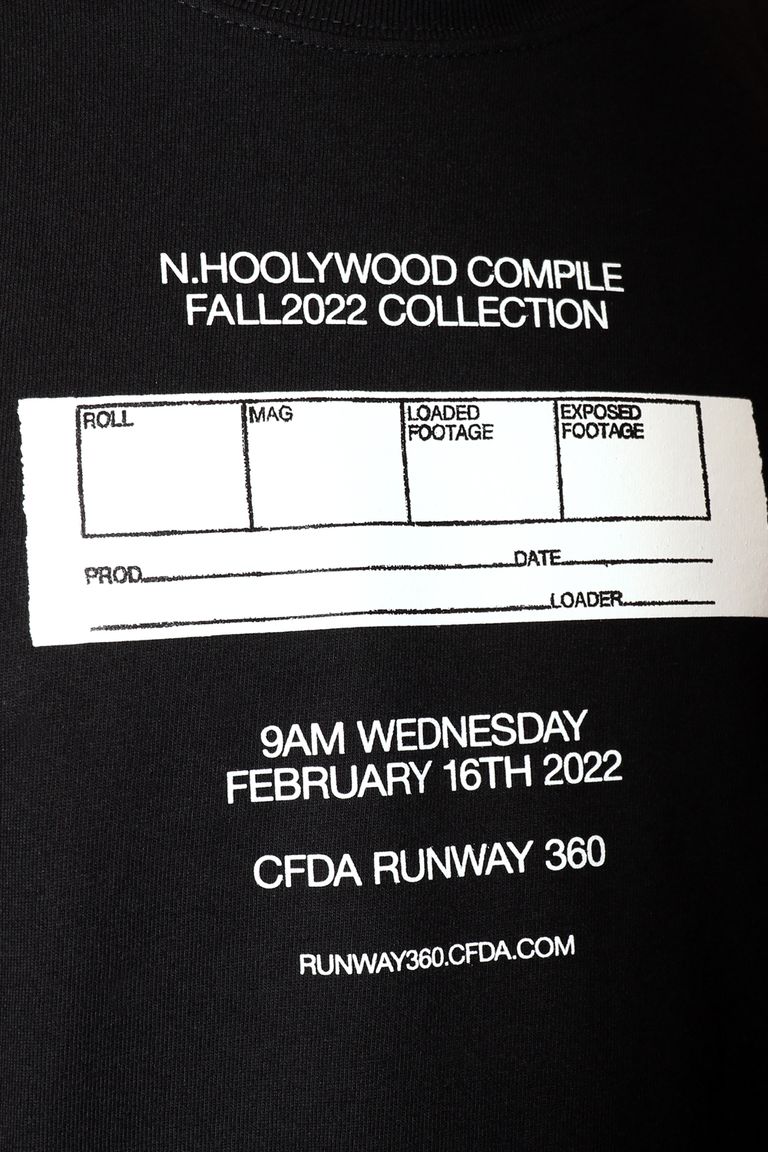 N.HOOLYWOOD COMPILE
FALL2022 COLLECTION
ROLL MAG LOADED FOOTAGE EXPOSED FOOTAGE
PROD DATE
LOADER
9AM WEDNESDAY
FEBRUARY 16TH 2022
CFDA RUNWAY 360
RUNWAY360.CFDA.COM